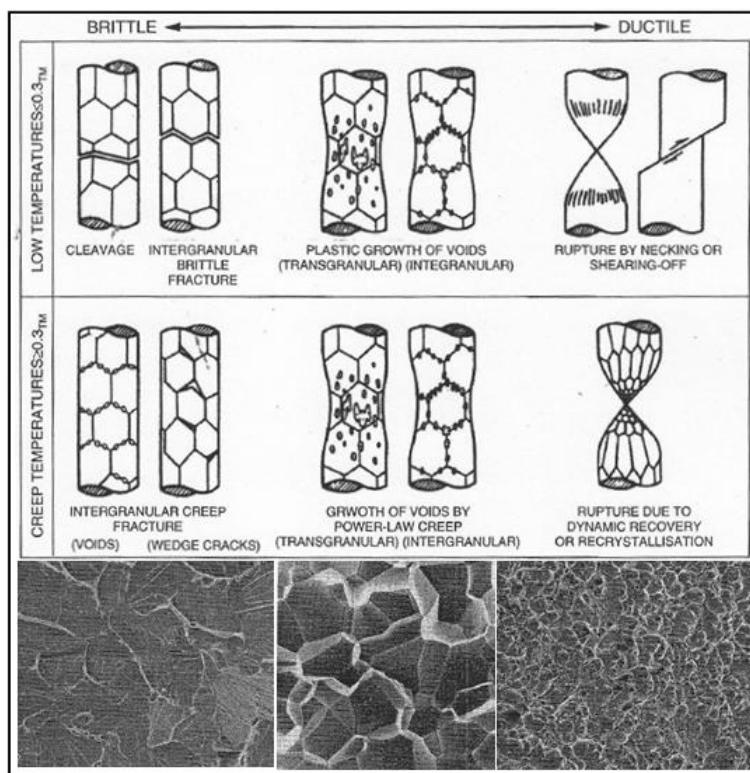 BRITTLE DUCTILE
LOW TEMPERATURES≤0.3TM
CLEAVAGE
INTERGRANULAR
BRITTLE
FRACTURE
PLASTIC GROWTH OF VOIDS
(TRANSGRANULAR) (INTEGRANULAR)
RUPTURE BY NECKING OR
SHEARING-OFF
CREEP TEMPERATURES≥0.3TM
INTERGRANULAR CREEP
FRACTURE
(VOIDS) (WEDGE CRACKS)
GRWOTH OF VOIDS BY
POWER-LAW CREEP
(TRANSGRANULAR) (INTERGRANULAR)
RUPTURE DUE TO
DYNAMIC RECOVERY
OR RECRYSTALLISATION